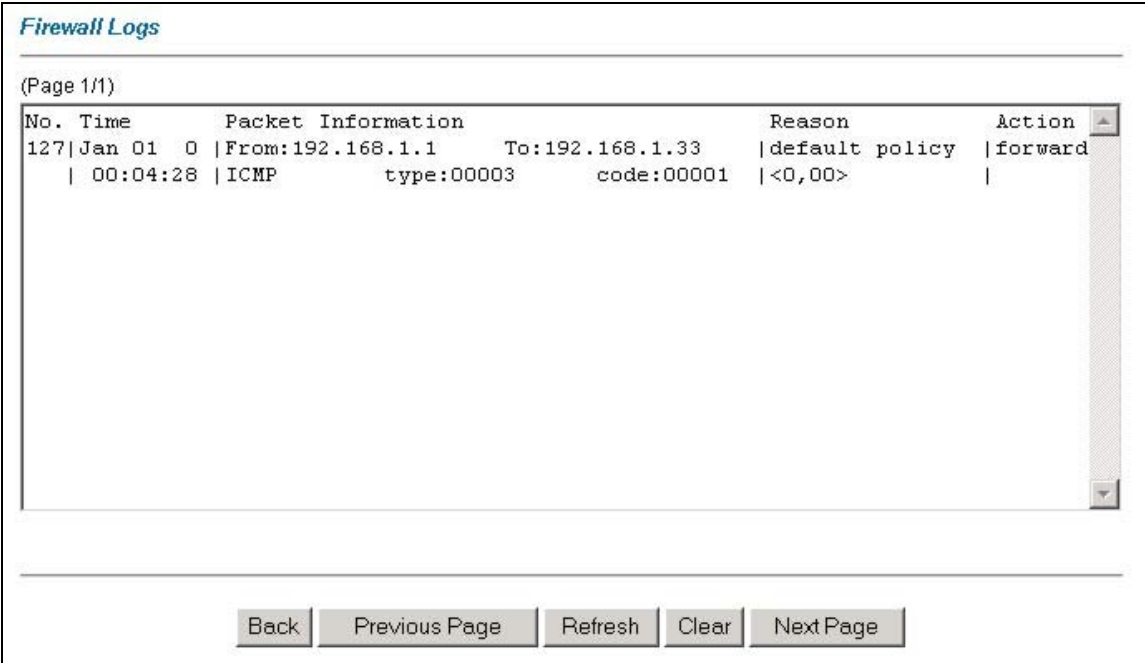 Firewall Logs
(Page 1/1)
No. Time Packet Information Reason Action
127|Jan 01 0 |From:192.168.1.1 To:192.168.1.33 |default policy |forward
| 00:04:28 |ICMP type:00003 code:00001 |<0,00> |
Back Previous Page Refresh Clear Next Page